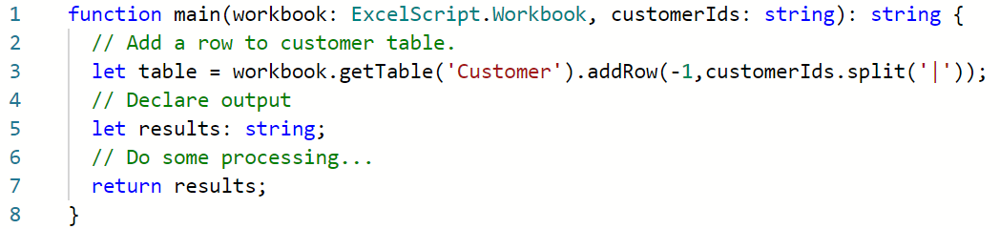 1 function main(workbook: ExcelScript.Workbook, customerIds: string): string {
2   // Add a row to customer table.
3   let table = workbook.getTable('Customer').addRow(-1,customerIds.split('|'));
4   // Declare output
5   let results: string;
6   // Do some processing...
7   return results;
8 }